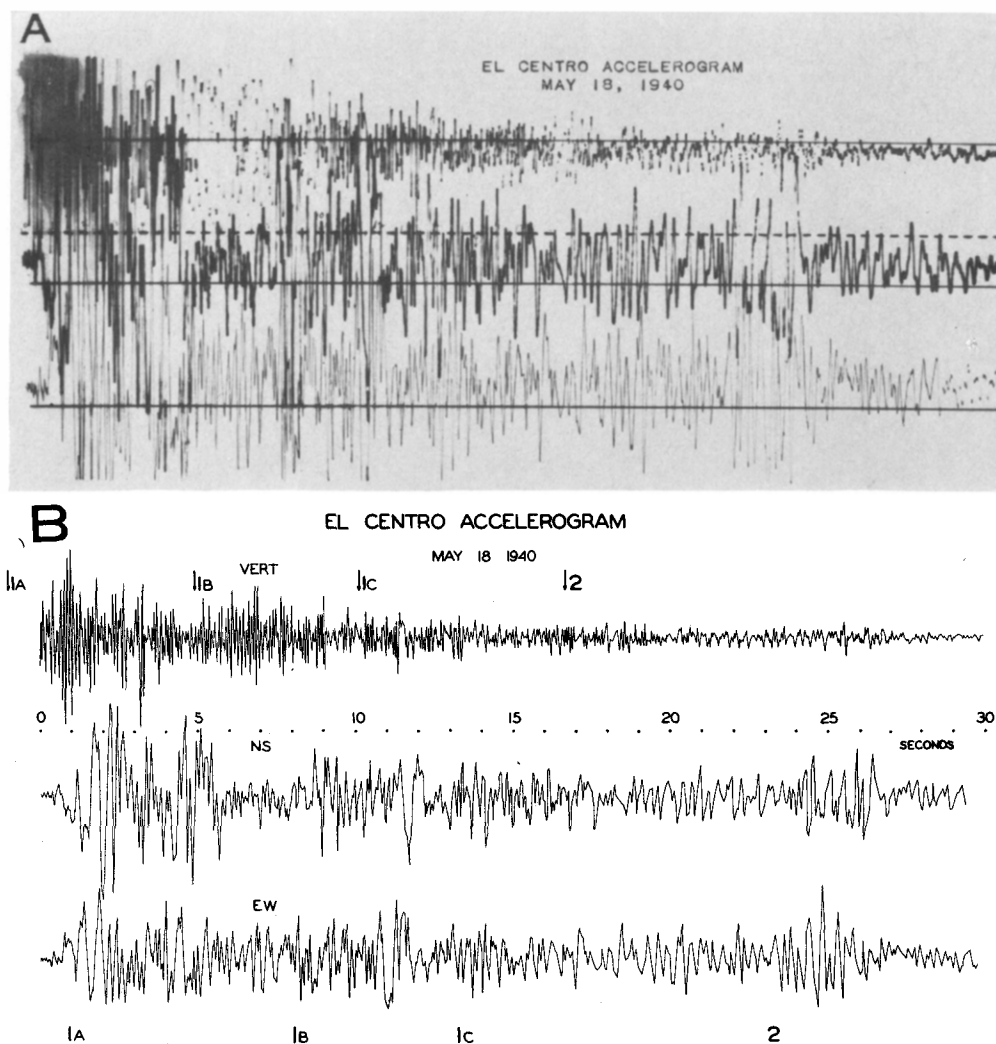 A
EL CENTRO ACCELEROGRAM
MAY 18, 1940
B
EL CENTRO ACCELEROGRAM
MAY 18 1940
1A 1B VERT 1C 2
0 5 10 15 20 25 30
NS SECONDS
EW
1A 1B 1C 2